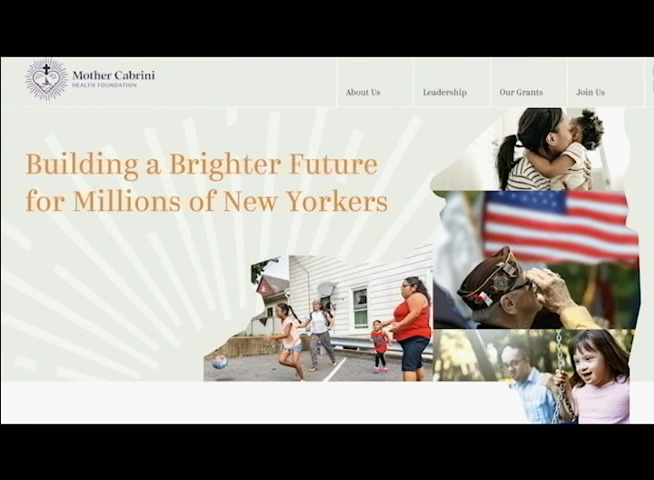 Mother Cabrini
HEALTH FOUNDATION
About Us
Leadership
Our Grants
Join Us
Building a Brighter Future
for Millions of New Yorkers